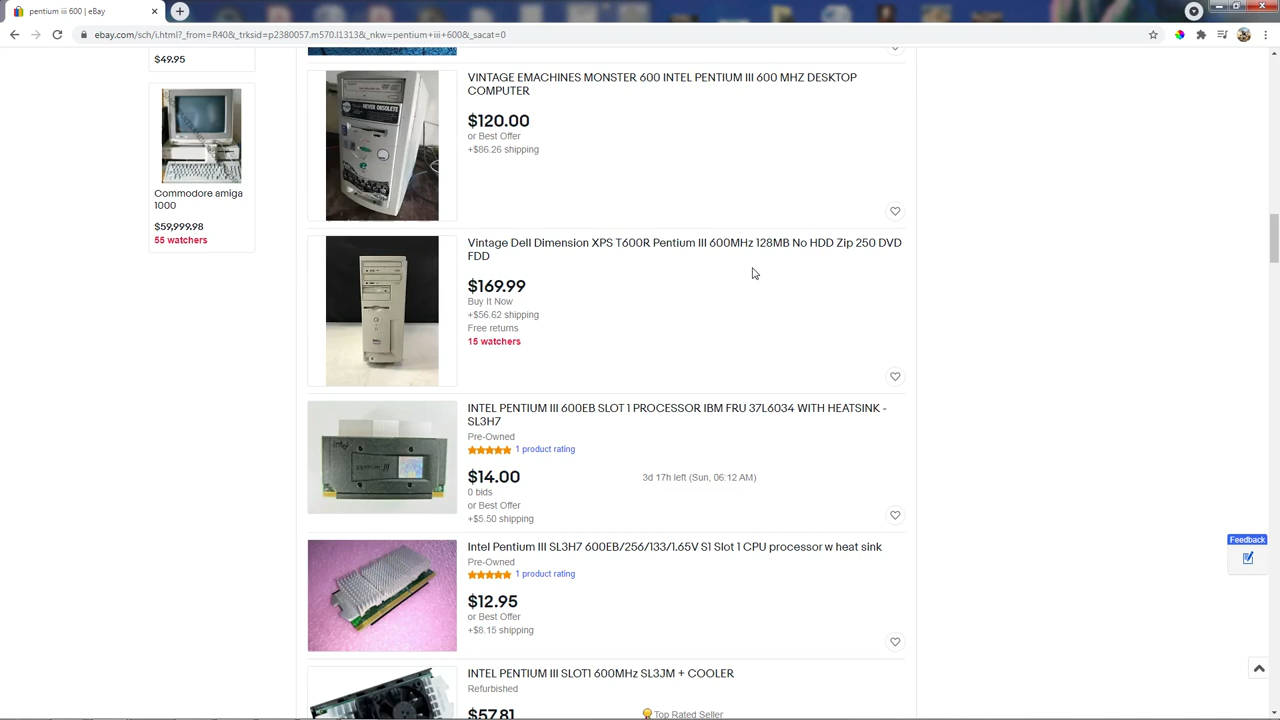 pentium iii 600 | eBay
ebay.com/sch/i.html?_from=R40&_trksid=p2380057.m570.l1313&_nkw=pentium+iii+600&_sacat=0
$49.95
Commodore amiga
1000
$59,999.98
55 watchers
NEVER OBSOLETE
VINTAGE EMACHINES MONSTER 600 INTEL PENTIUM III 600 MHZ DESKTOP
COMPUTER
$120.00
or Best Offer
+$86.26 shipping
Vintage Dell Dimension XPS T600R Pentium III 600MHz 128MB No HDD Zip 250 DVD
FDD
$169.99
Buy It Now
+$56.62 shipping
Free returns
15 watchers
INTEL PENTIUM III 600EB SLOT 1 PROCESSOR IBM FRU 37L6034 WITH HEATSINK -
SL3H7
Pre-Owned
1 product rating
$14.00
3d 17h left (Sun, 06:12 AM)
0 bids
or Best Offer
+$5.50 shipping
intel
pentium III
Intel Pentium III SL3H7 600EB/256/133/1.65V S1 Slot 1 CPU processor w heat sink
Pre-Owned
1 product rating
$12.95
or Best Offer
+$8.15 shipping
Feedback
INTEL PENTIUM III SLOT1 600MHz SL3JM + COOLER
Refurbished
$57.81
Top Rated Seller